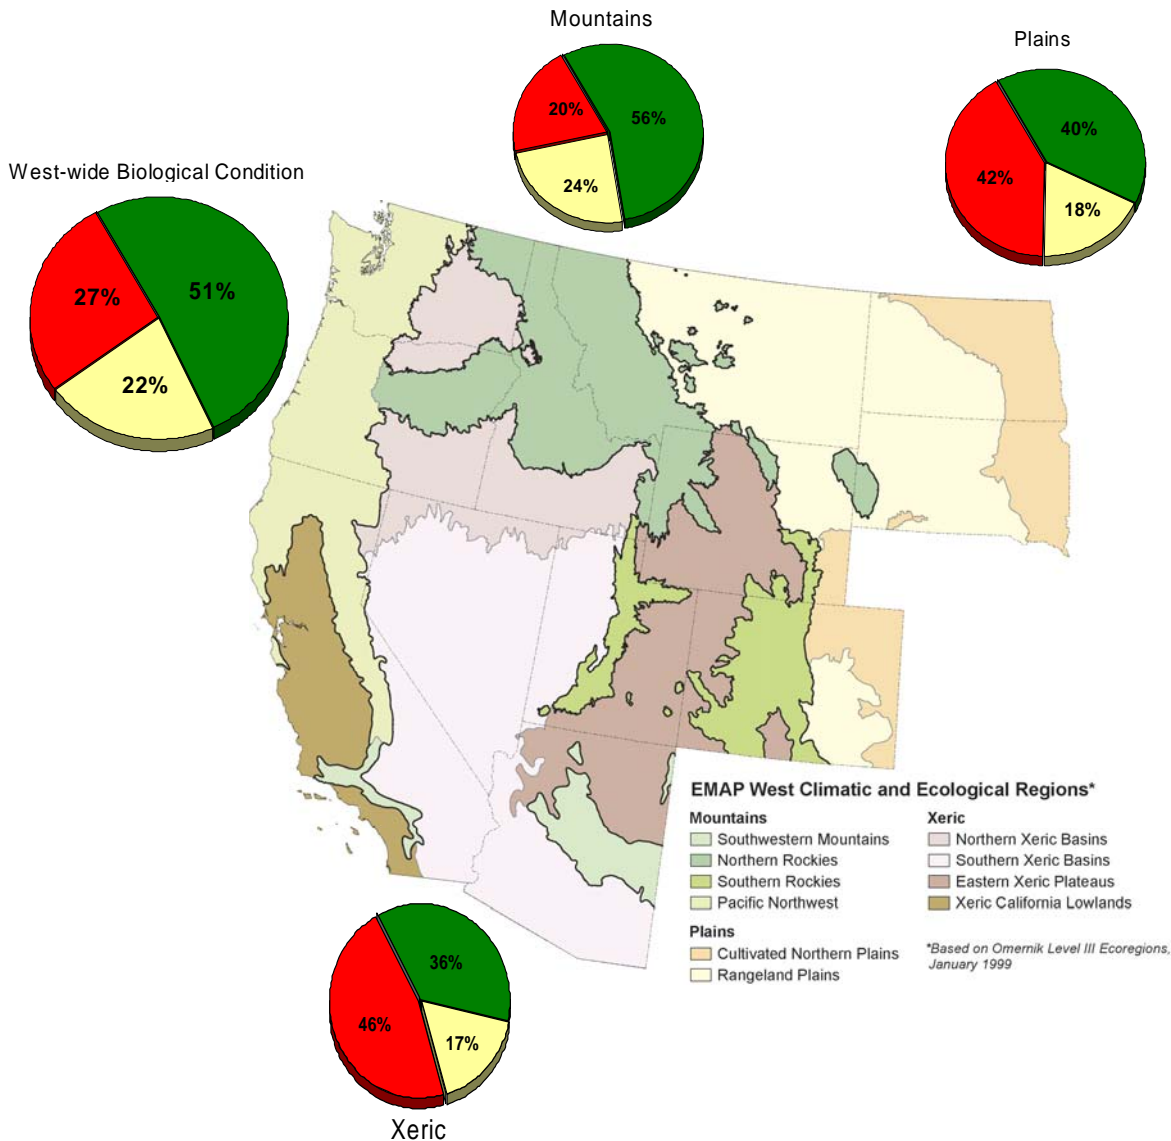 Mountains
20%
56%
24%
Plains
42%
40%
18%
West-wide Biological Condition
27%
51%
22%
EMAP West Climatic and Ecological Regions*
Mountains
Southwestern Mountains
Northern Rockies
Southern Rockies
Pacific Northwest
Plains
Cultivated Northern Plains
Rangeland Plains
Xeric
Northern Xeric Basins
Southern Xeric Basins
Eastern Xeric Plateaus
Xeric California Lowlands
*Based on Omernik Level III Ecoregions,
January 1999
36%
46%
17%
Xeric